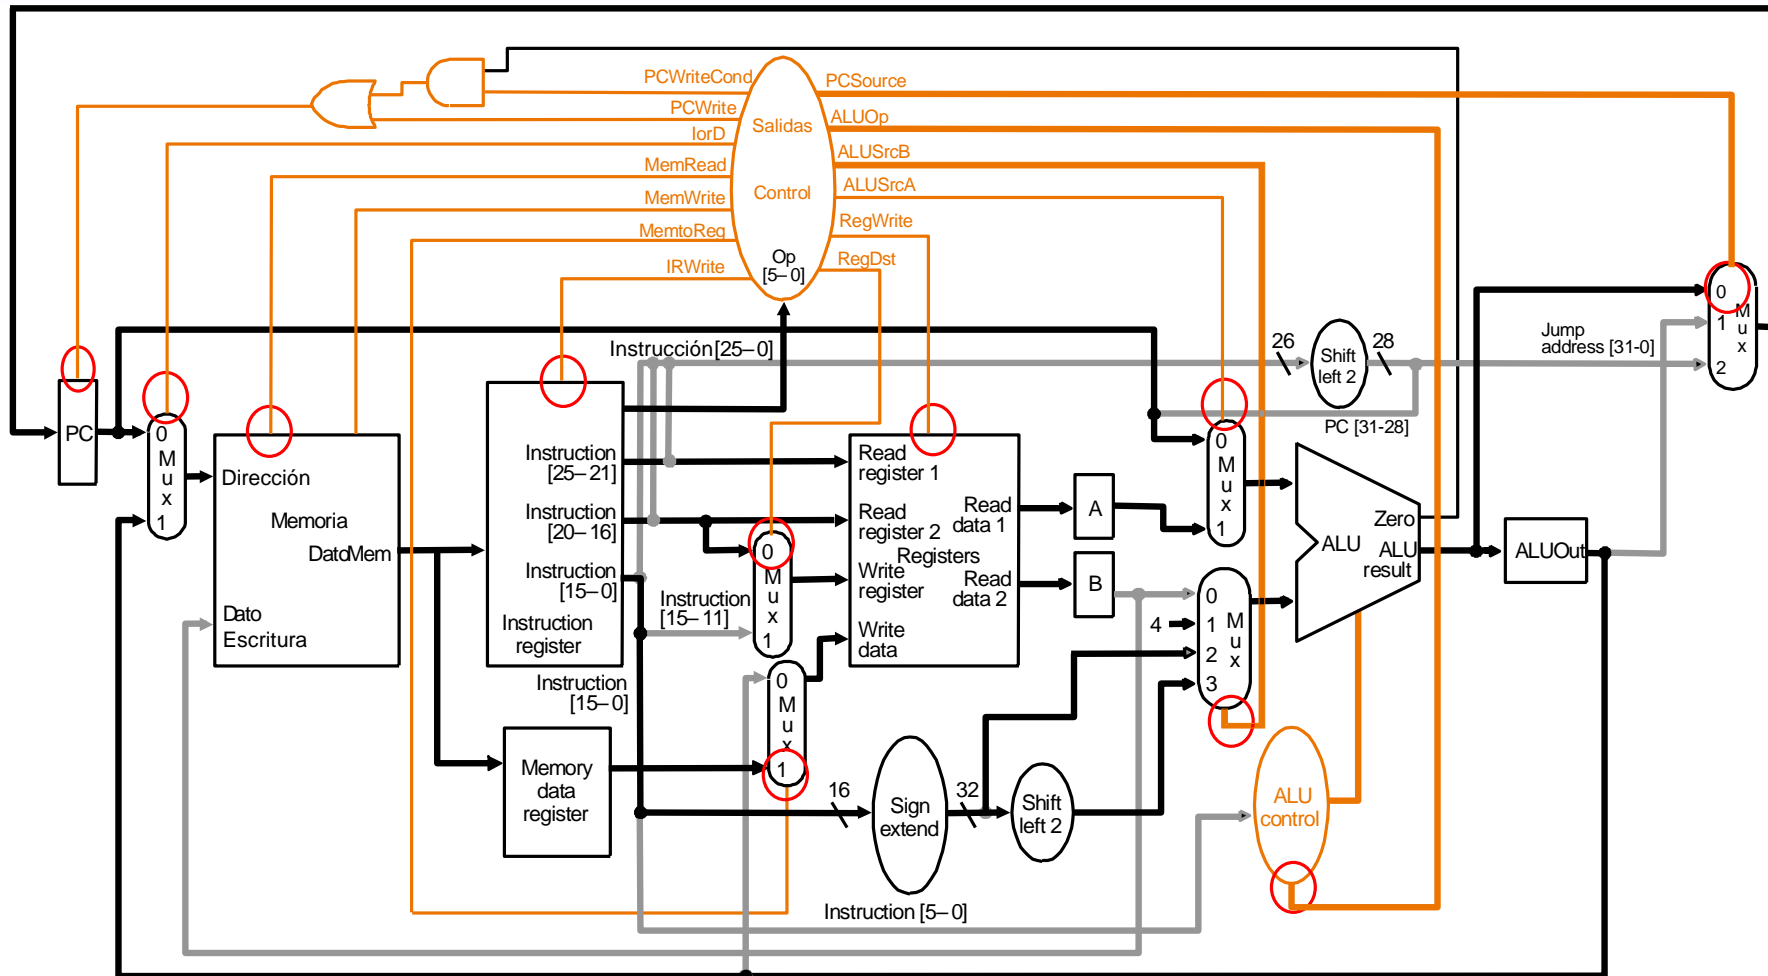 PCWriteCond
PCSource
PCWrite
ALUOp
Salidas
IorD
ALUSrcB
MemRead
ALUSrcA
MemWrite
Control
RegWrite
MemtoReg
Op
[5–0]
RegDst
IRWrite
Instrucción[25–0]
26
Shift
left 2
28
Jump
address [31-0]
0
1
2
M
u
x
PC [31-28]
PC
0
M
u
x
1
Dirección
Memoria
DatoMem
Dato
Escritura
Instruction
[25–21]
Instruction
[20–16]
Instruction
[15–0]
Instruction
register
Instruction
[15–11]
Instruction
[15–0]
0
M
u
x
1
Read
register 1
Read
register 2
Registers
Write
register
Write
data
Read
data 1
Read
data 2
A
B
0
M
u
x
1
4
0
1
2
3
M
u
x
Zero
ALU
ALU
result
ALUOut
0
M
u
x
1
Memory
data
register
16
Sign
extend
32
Shift
left 2
ALU
control
Instruction [5–0]